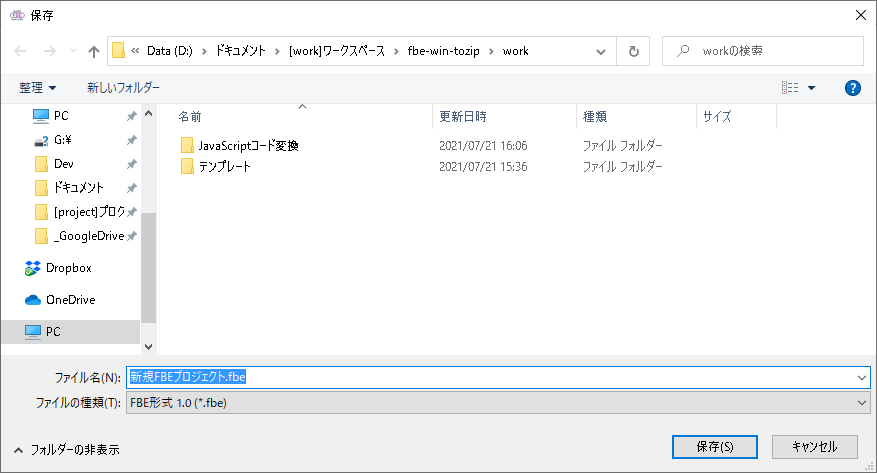 保存
« Data (D:) › ドキュメント › [work]ワークスペース › fbe-win-tozip › work
workの検索
整理
新しいフォルダー
名前 更新日時 種類 サイズ
PC
G:¥
Dev
ドキュメント
[project]プロク
_GoogleDrive
Dropbox
OneDrive
PC
JavaScriptコード変換 2021/07/21 16:06 ファイル フォルダー
テンプレート 2021/07/21 15:36 ファイル フォルダー
ファイル名(N): 新規FBEプロジェクト.fbe
ファイルの種類(T): FBE形式 1.0 (*.fbe)
フォルダーの非表示
保存(S)
キャンセル